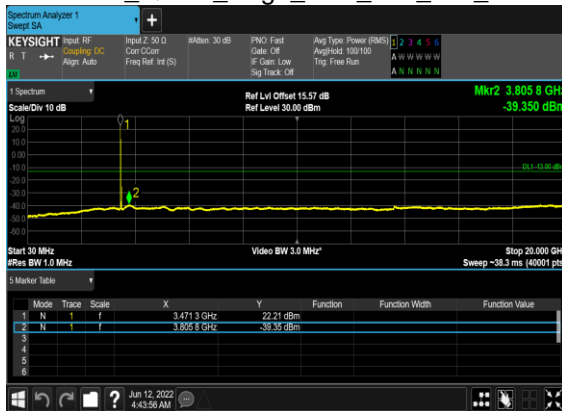 Spectrum Analyzer 1
Swept SA
+
KEYSIGHT Input: RF Input Z: 50 Ω #Atten: 30 dB PNO: Fast Avg Type: Power (RMS) 1 2 3 4 5 6
R T Coupling: DC Corr CCorr Gate: Off Avg|Hold: 100/100 A W W W W W
Align: Auto Freq Ref: Int (S) IF Gain: Low Trig: Free Run
Sig Track: Off A N N N N N
1 Spectrum Ref Lvl Offset 15.57 dB Mkr2 3.805 8 GHz
Scale/Div 10 dB Ref Level 30.00 dBm -39.350 dBm
Log
20.0
10.0
0.00
-10.0
DL1 -13.00 dBm
-20.0
-30.0
-40.0
-50.0
-60.0
1
2
Start 30 MHz Video BW 3.0 MHz* Stop 20.000 GHz
#Res BW 1.0 MHz Sweep ~38.3 ms (40001 pts)
5 Marker Table
Mode Trace Scale X Y Function Function Width Function Value
1 N 1 f 3.471 3 GHz 22.21 dBm
2 N 1 f 3.805 8 GHz -39.35 dBm
3
4
5
6
? Jun 12, 2022
4:43:56 AM